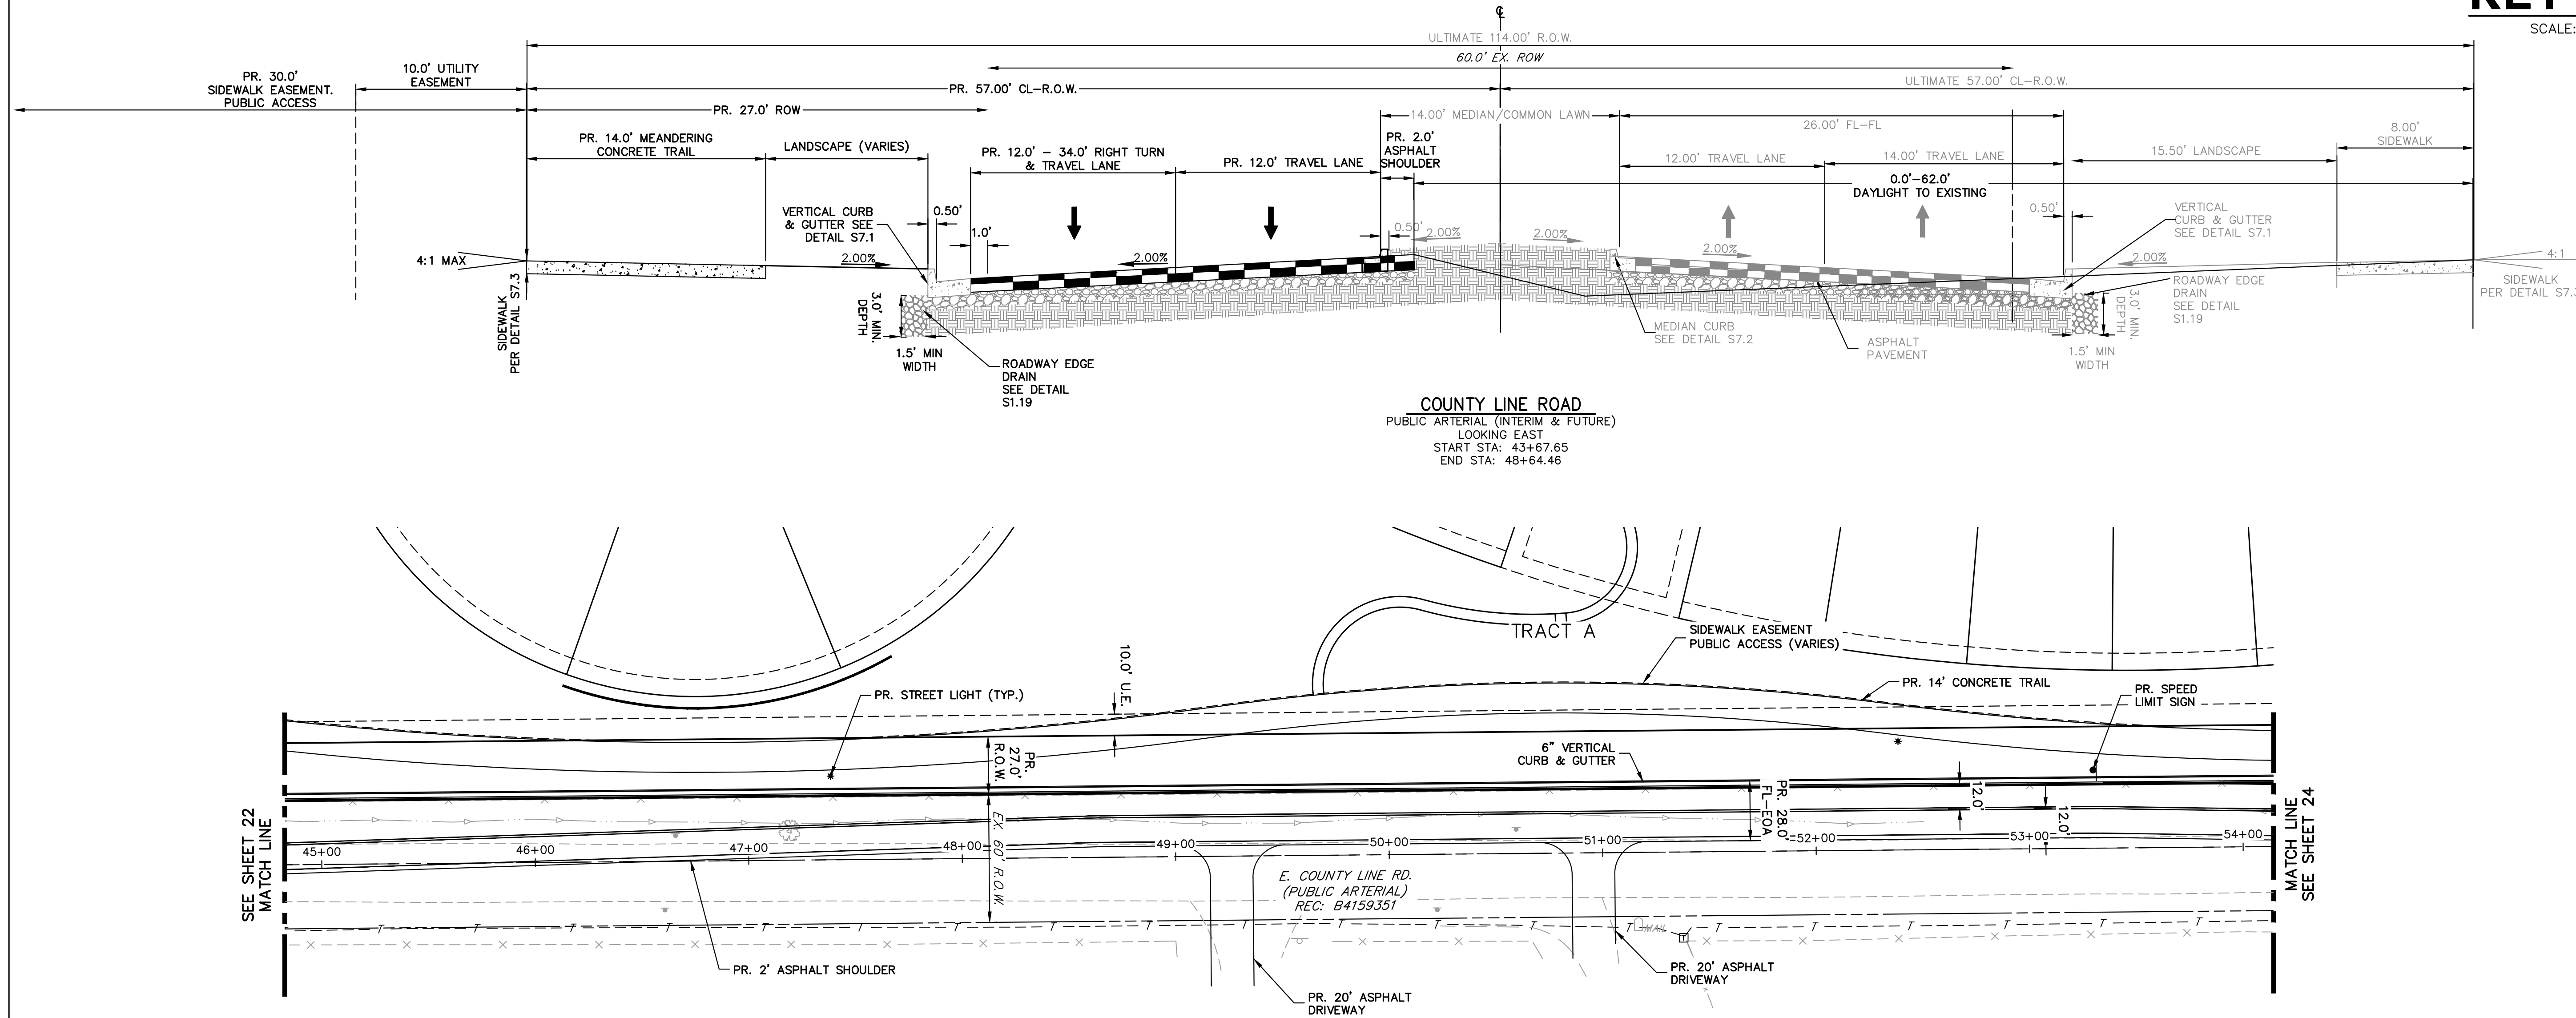 SCALE:
℄
ULTIMATE 114.00' R.O.W.
60.0' EX. ROW
PR. 30.0'
SIDEWALK EASEMENT.
PUBLIC ACCESS
10.0' UTILITY
EASEMENT
PR. 57.00' CL-R.O.W.
ULTIMATE 57.00' CL-R.O.W.
PR. 27.0' ROW
PR. 14.0' MEANDERING
CONCRETE TRAIL
LANDSCAPE (VARIES)
PR. 12.0' - 34.0' RIGHT TURN
& TRAVEL LANE
PR. 12.0' TRAVEL LANE
14.00' MEDIAN/COMMON LAWN
PR. 2.0'
ASPHALT
SHOULDER
26.00' FL-FL
12.00' TRAVEL LANE
14.00' TRAVEL LANE
0.0'-62.0'
DAYLIGHT TO EXISTING
15.50' LANDSCAPE
8.00'
SIDEWALK
VERTICAL CURB
& GUTTER SEE
DETAIL S7.1
0.50'
1.0'
0.50'
2.00%
2.00%
2.00%
0.50'
VERTICAL
CURB & GUTTER
SEE DETAIL S7.1
4:1 MAX
2.00%
2.00%
2.00%
4:1
SIDEWALK
PER DETAIL S7.3
3.0' MIN.
DEPTH
1.5' MIN
WIDTH
ROADWAY EDGE
DRAIN
SEE DETAIL
S1.19
MEDIAN CURB
SEE DETAIL S7.2
ASPHALT
PAVEMENT
ROADWAY EDGE
DRAIN
SEE DETAIL
S1.19
3.0' MIN.
DEPTH
1.5' MIN
WIDTH
SIDEWALK
PER DETAIL S7.
COUNTY LINE ROAD
PUBLIC ARTERIAL (INTERIM & FUTURE)
LOOKING EAST
START STA: 43+67.65
END STA: 48+64.46
TRACT A
SIDEWALK EASEMENT
PUBLIC ACCESS (VARIES)
10.0' U.E.
PR. STREET LIGHT (TYP.)
PR. 14' CONCRETE TRAIL
PR. SPEED
LIMIT SIGN
PR.
27.0'
R.O.W.
6" VERTICAL
CURB & GUTTER
PR. 28.0'
FL-EOA
12.0'
12.0'
SEE SHEET 22
MATCH LINE
EX. 60' R.O.W.
45+00
46+00
47+00
48+00
49+00
50+00
51+00
52+00
53+00
54+00
MATCH LINE
SEE SHEET 24
E. COUNTY LINE RD.
(PUBLIC ARTERIAL)
REC: B4159351
T T T T T T T T T T T T T T T T T T T
MAIL
T
PR. 2' ASPHALT SHOULDER
PR. 20' ASPHALT
DRIVEWAY
PR. 20' ASPHALT
DRIVEWAY